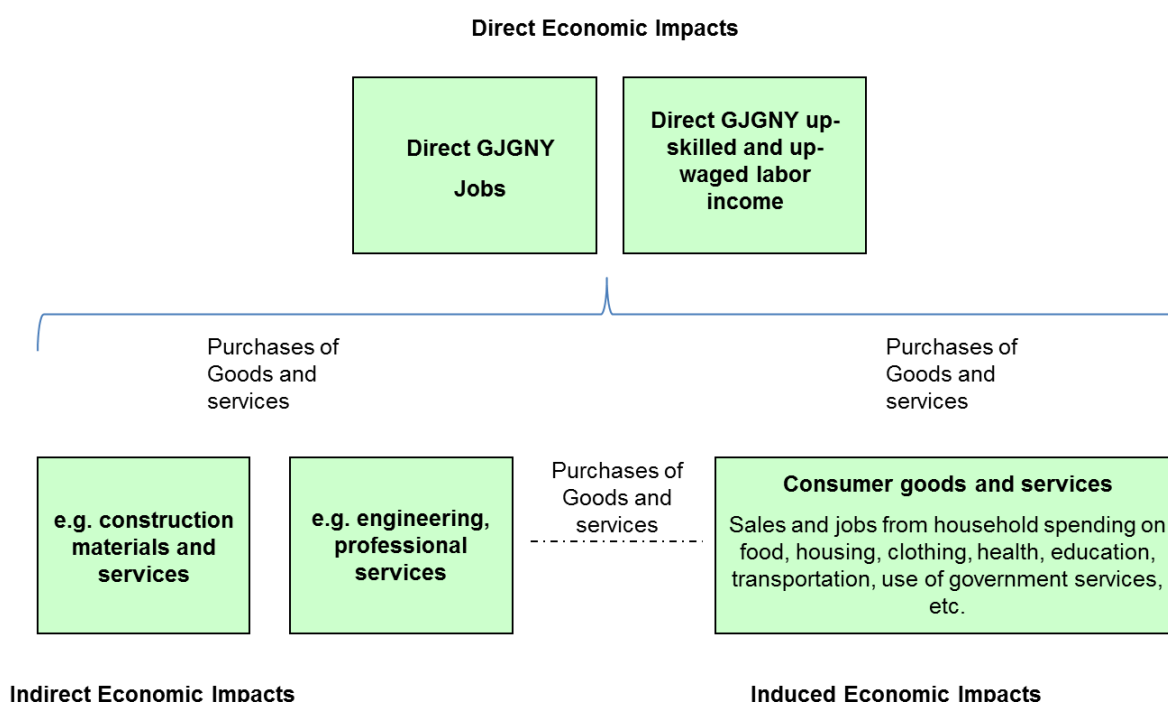 Direct Economic Impacts
Direct GJGNY
Jobs
Direct GJGNY up-
skilled and up-
waged labor
income
Purchases of
Goods and
services
Purchases of
Goods and
services
e.g. construction
materials and
services
e.g. engineering,
professional
services
Purchases of
Goods and
services
Consumer goods and services
Sales and jobs from household spending on
food, housing, clothing, health, education,
transportation, use of government services,
etc.
Indirect Economic Impacts
Induced Economic Impacts